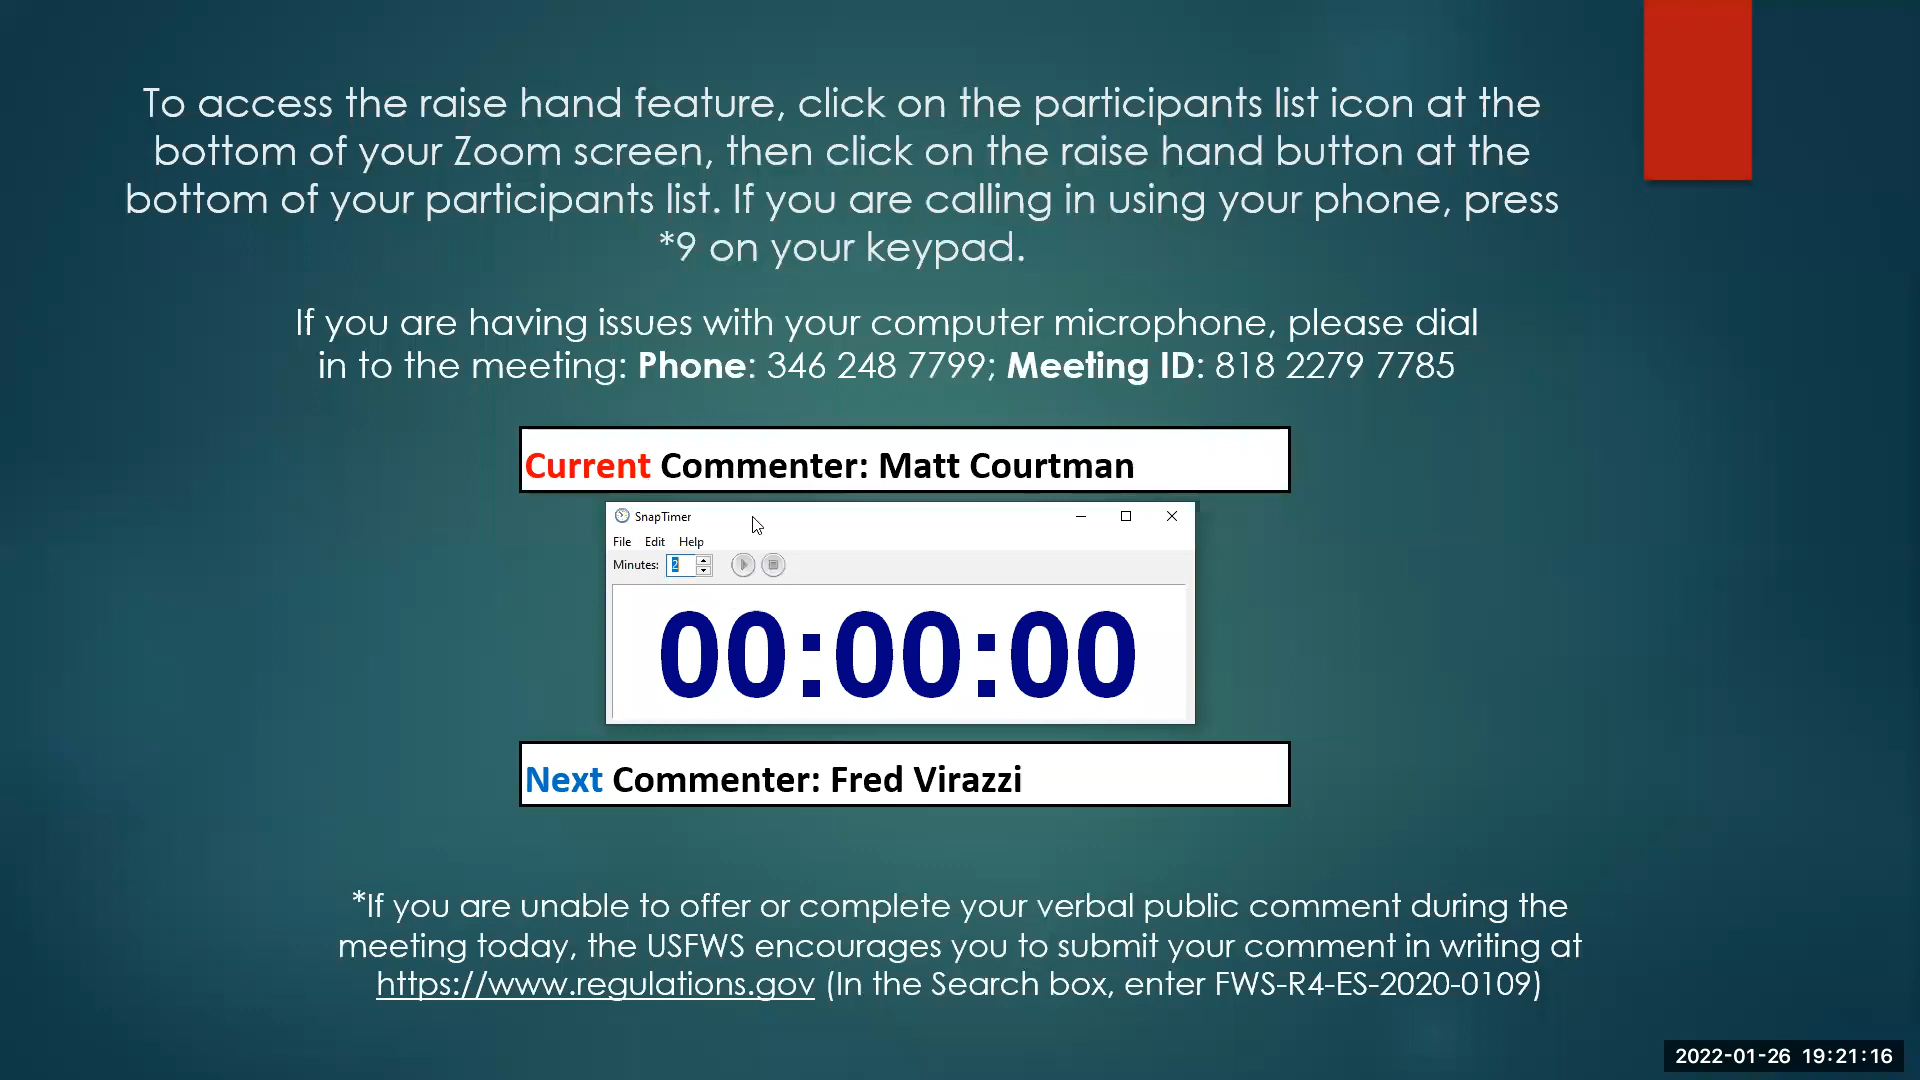 To access the raise hand feature, click on the participants list icon at the
bottom of your Zoom screen, then click on the raise hand button at the
bottom of your participants list. If you are calling in using your phone, press
*9 on your keypad.
If you are having issues with your computer microphone, please dial
in to the meeting: Phone: 346 248 7799; Meeting ID: 818 2279 7785
Current Commenter: Matt Courtman
SnapTimer
File Edit Help
Minutes: 2
00:00:00
Next Commenter: Fred Virazzi
*If you are unable to offer or complete your verbal public comment during the
meeting today, the USFWS encourages you to submit your comment in writing at
https://www.regulations.gov (In the Search box, enter FWS-R4-ES-2020-0109)
2022-01-26 19:21:16